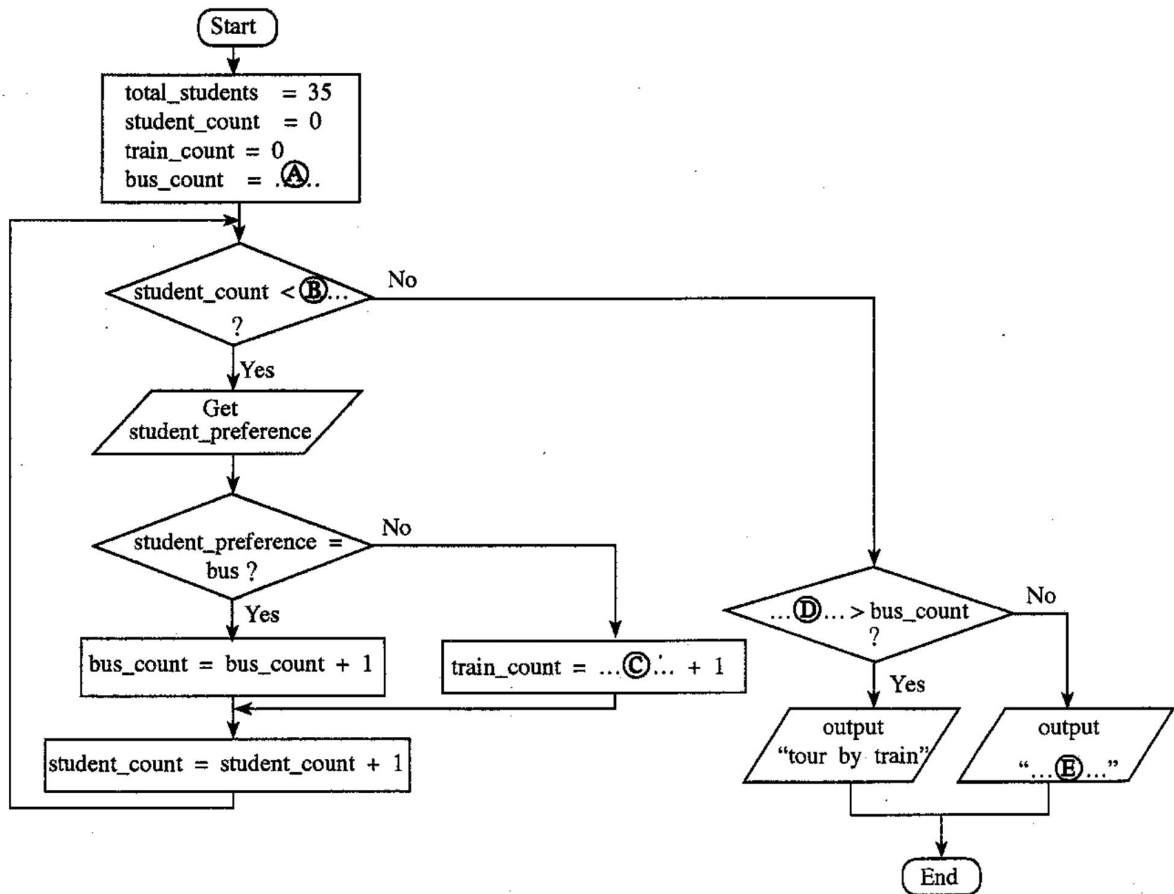 Start
total_students = 35
student_count = 0
train_count = 0
bus_count = ..Ⓐ..
student_count < Ⓑ...
?
No
Yes
Get
student_preference
student_preference =
bus ?
No
Yes
bus_count = bus_count + 1
train_count = ...Ⓒ... + 1
student_count = student_count + 1
...Ⓓ... > bus_count
?
No
Yes
output
“tour by train”
output
“...Ⓔ...”
End